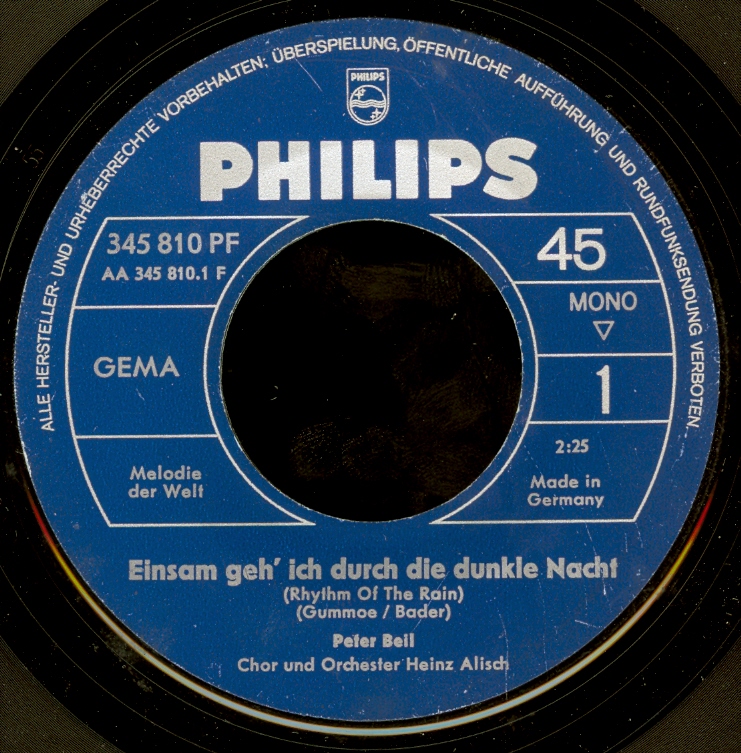 ALLE HERSTELLER- UND URHEBERRECHTE VORBEHALTEN; ÜBERSPIELUNG, ÖFFENTLICHE AUFFÜHRUNG UND RUNDFUNKSENDUNG VERBOTEN.
PHILIPS
PHILIPS
345 810 PF
AA 345 810.1 F
GEMA
Melodie
der Welt
45
MONO
1
2:25
Made in
Germany
Einsam geh' ich durch die dunkle Nacht
(Rhythm Of The Rain)
(Gummoe / Bader)
Peter Beil
Chor und Orchester Heinz Alisch